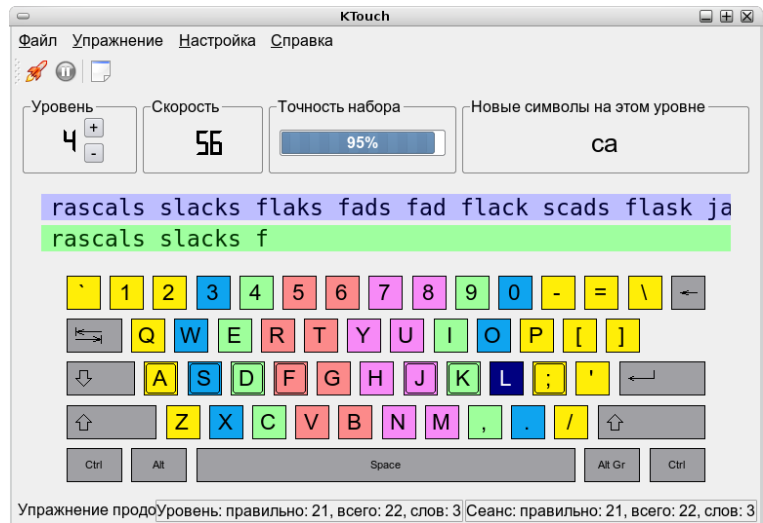 KTouch
Файл Упражнение Настройка Справка
Уровень Скорость Точность набора Новые символы на этом уровне
4 + - 56 95% ca
rascals slacks flaks fads fad flack scads flask ja
rascals slacks f
` 1 2 3 4 5 6 7 8 9 0 - = \
Q W E R T Y U I O P [ ]
A S D F G H J K L ; '
Z X C V B N M , . /
Ctrl Alt Space Alt Gr Ctrl
Упражнение продо Уровень: правильно: 21, всего: 22, слов: 3 Сеанс: правильно: 21, всего: 22, слов: 3